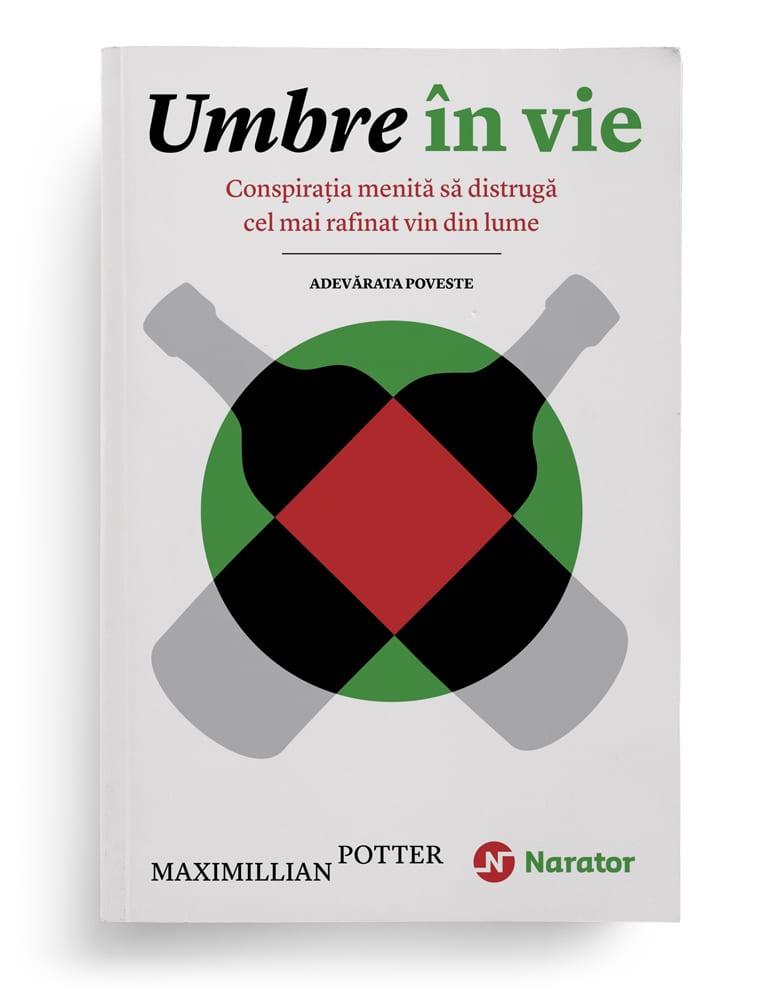 Umbre în vie
Conspirația menită să distrugă
cel mai rafinat vin din lume
ADEVĂRATA POVESTE
MAXIMILLIAN POTTER
N Narator